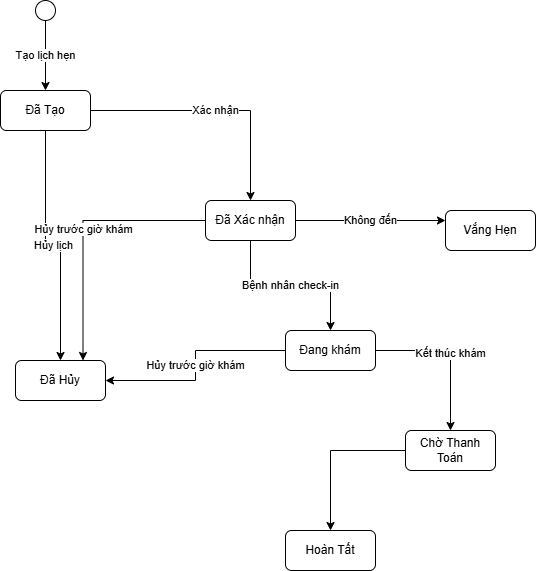 Tạo lịch hẹn
Đã Tạo
Xác nhận
Đã Xác nhận
Không đến
Vắng Hẹn
Hủy trước giờ khám
Hủy lịch
Bệnh nhân check-in
Đang khám
Hủy trước giờ khám
Kết thúc khám
Đã Hủy
Chờ Thanh
Toán
Hoàn Tất